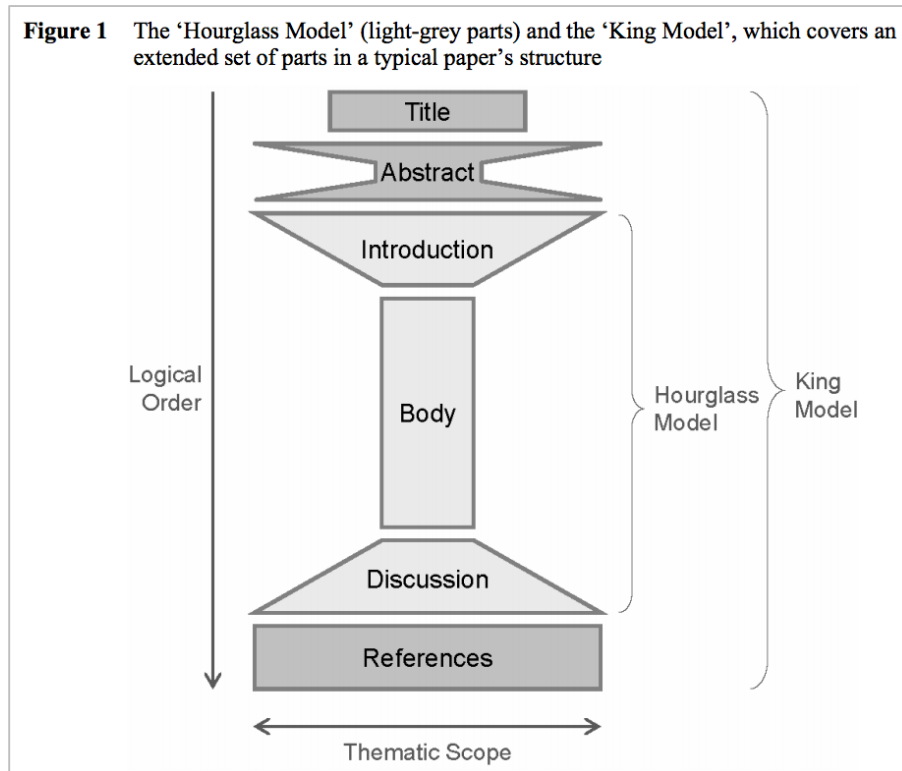 Figure 1 The ‘Hourglass Model’ (light-grey parts) and the ‘King Model’, which covers an
extended set of parts in a typical paper’s structure
Title
Abstract
Introduction
Logical
Order
Body
Hourglass
Model
King
Model
Discussion
References
Thematic Scope